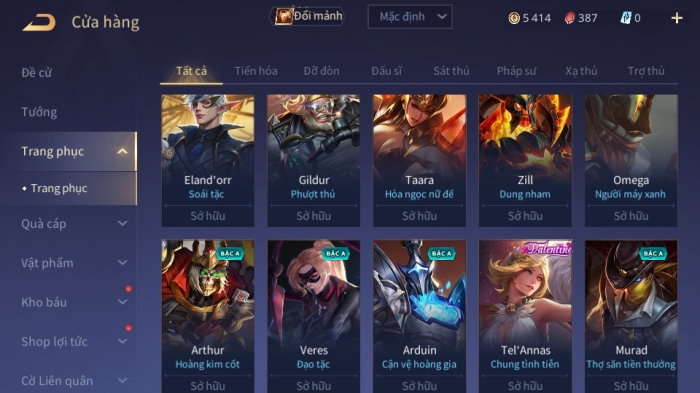 Cửa hàng
Đổi mảnh
Mặc định
5 414
387
0
Đề cử
Tướng
Trang phục
Trang phục
Quà cáp
Vật phẩm
Kho báu
Shop lợi tức
Cờ Liên quân
Tất cả
Tiến hóa
Đỡ đòn
Đấu sĩ
Sát thủ
Pháp sư
Xạ thủ
Trợ thủ
Eland'orr
Soái tặc
Sở hữu
Gildur
Phượt thủ
Sở hữu
Taara
Hỏa ngọc nữ đế
Sở hữu
Zill
Dung nham
Sở hữu
Omega
Người máy xanh
Sở hữu
BẬC A
Arthur
Hoàng kim cốt
Sở hữu
BẬC A
Veres
Đạo tặc
Sở hữu
BẬC A
Arduin
Cận vệ hoàng gia
Sở hữu
Valentine
Tel'Annas
Chung tình tiễn
Sở hữu
BẬC A
Murad
Thợ săn tiền thưởng
Sở hữu